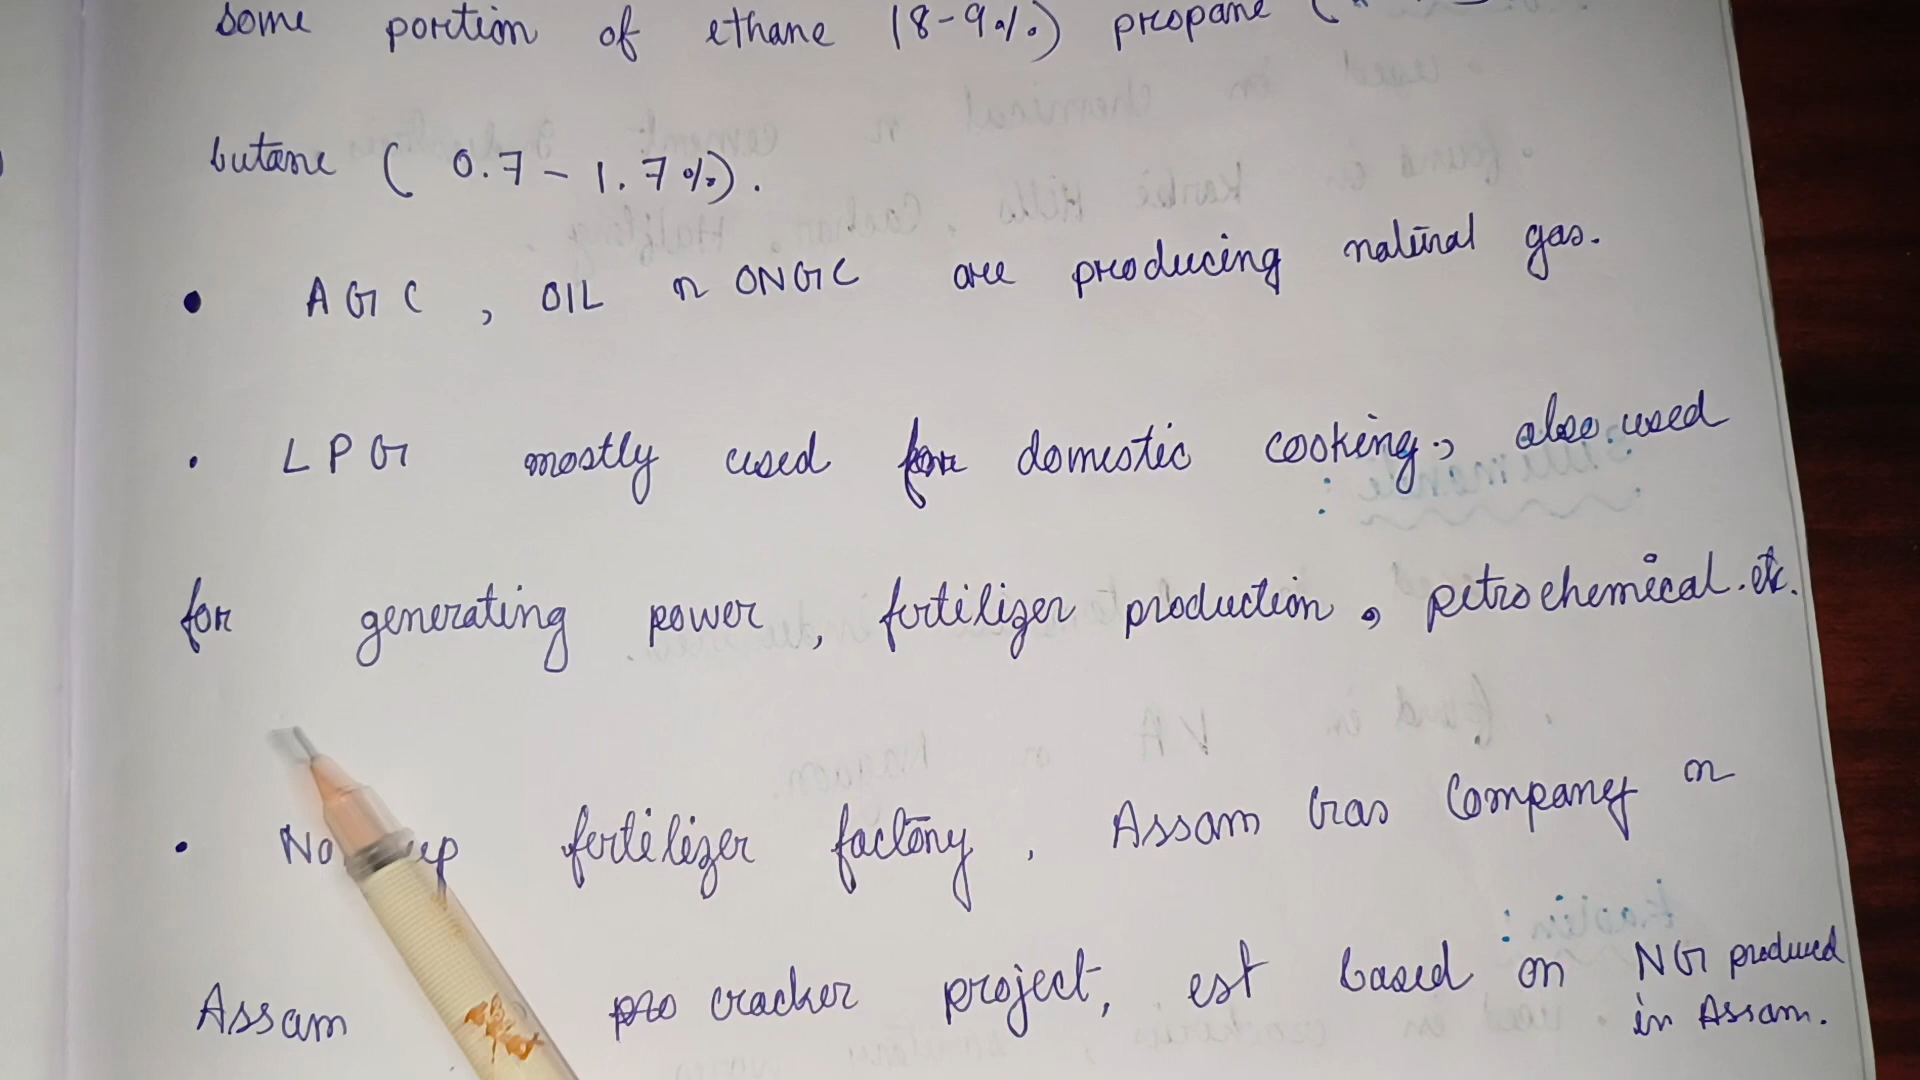 some portion of ethane (8-9%) propane (
butane ( 0.7 - 1.7%).
• AGC , OIL n ONGC are producing natural gas.
• LPG mostly used for domestic cooking, also used
for generating power, fertilizer production, petrochemical. etc.
• fertilizer factory, Assam Gas Company n
Assam cracker project, est based on NG produced
in Assam.